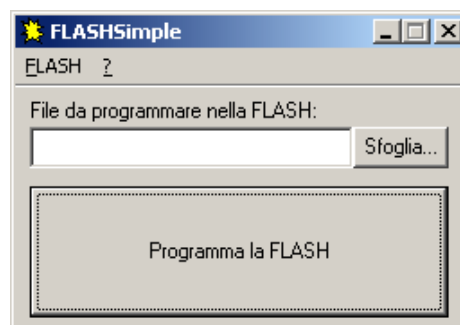 FLASHSimple
FLASH ?
File da programmare nella FLASH:
Sfoglia...
Programma la FLASH